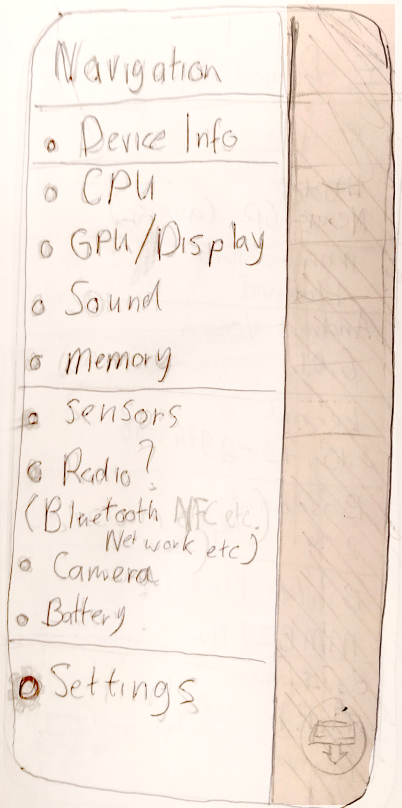 Navigation
Device Info
CPU
GPU/Display
Sound
Memory
Sensors
Radio?
(Bluetooth NFC etc.
Network etc)
Camera
Battery
Settings